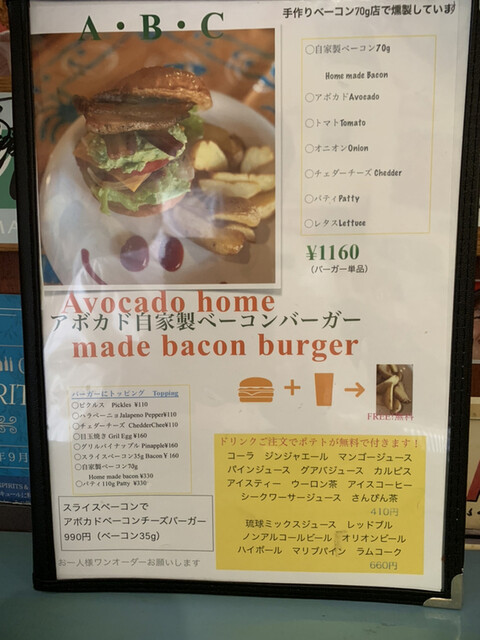 A・B・C
手作りベーコン70g店で燻製しています
〇自家製ベーコン70g
Home made Bacon
〇アボカドAvocado
〇トマトTomato
〇オニオンOnion
〇チェダーチーズ Chedder
〇パティPatty
〇レタスLettuce
¥1160
（バーガー単品）
Avocado home
アボカド自家製ベーコンバーガー
made bacon burger
FREE!無料
バーガーにトッピング Topping
〇ピクルス Pickles ¥110
〇ハラペーニョJalapeno Pepper¥110
〇チェダーチーズ ChedderChee¥110
〇目玉焼き Gril Egg ¥160
〇グリルパイナップル Pinapple¥160
〇スライスベーコン35g Bacon ¥160
〇自家製ベーコン70g
Home made bacon¥330
〇パティ110g Patty ¥330
スライスベーコンで
アボカドベーコンチーズバーガー
990円（ベーコン35g）
お一人様ワンオーダーお願いします
ドリンクご注文でポテトが無料で付きます！
コーラ ジンジャエール マンゴージュース
パインジュース グアバジュース カルピス
アイスティー ウーロン茶 アイスコーヒー
シークワーサージュース さんぴん茶
410円
琉球ミックスジュース レッドブル
ノンアルコールビール オリオンビール
ハイボール マリブパイン ラムコーク
660円